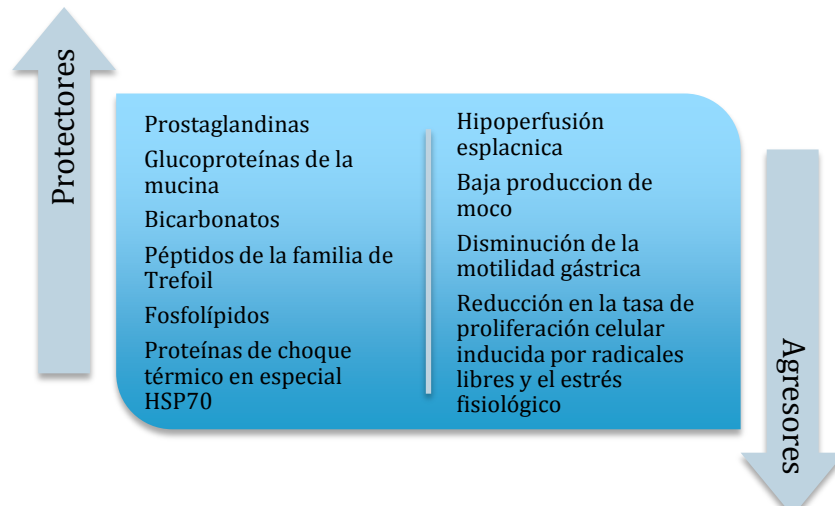 Protectores
Prostaglandinas
Glucoproteínas de la
mucina
Bicarbonatos
Péptidos de la familia de
Trefoil
Fosfolípidos
Proteínas de choque
térmico en especial
HSP70
Hipoperfusión
esplacnica
Baja produccion de
moco
Disminución de la
motilidad gástrica
Reducción en la tasa de
proliferación celular
inducida por radicales
libres y el estrés
fisiológico
Agresores